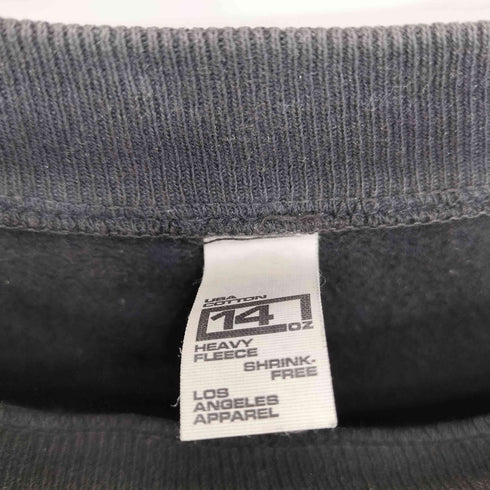 USA
COTTON
14 OZ
HEAVY
FLEECE
SHRINK-
FREE
LOS
ANGELES
APPAREL